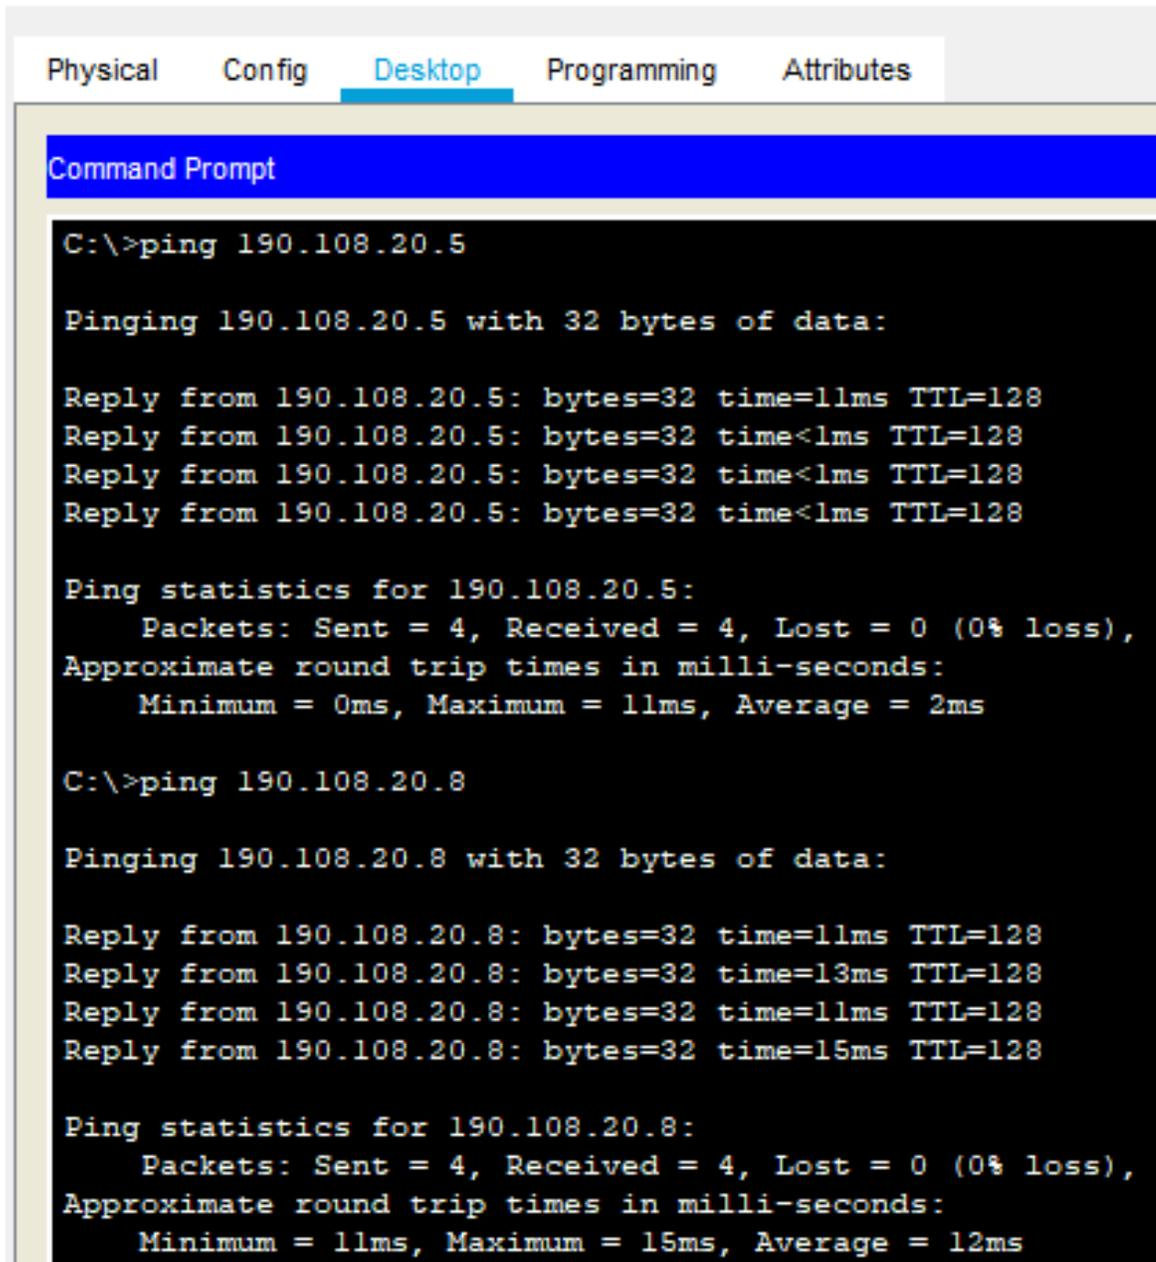 Physical Config Desktop Programming Attributes
Command Prompt
C:\>ping 190.108.20.5
Pinging 190.108.20.5 with 32 bytes of data:
Reply from 190.108.20.5: bytes=32 time=11ms TTL=128
Reply from 190.108.20.5: bytes=32 time<1ms TTL=128
Reply from 190.108.20.5: bytes=32 time<1ms TTL=128
Reply from 190.108.20.5: bytes=32 time<1ms TTL=128
Ping statistics for 190.108.20.5:
Packets: Sent = 4, Received = 4, Lost = 0 (0% loss),
Approximate round trip times in milli-seconds:
Minimum = 0ms, Maximum = 11ms, Average = 2ms
C:\>ping 190.108.20.8
Pinging 190.108.20.8 with 32 bytes of data:
Reply from 190.108.20.8: bytes=32 time=11ms TTL=128
Reply from 190.108.20.8: bytes=32 time=13ms TTL=128
Reply from 190.108.20.8: bytes=32 time=11ms TTL=128
Reply from 190.108.20.8: bytes=32 time=15ms TTL=128
Ping statistics for 190.108.20.8:
Packets: Sent = 4, Received = 4, Lost = 0 (0% loss),
Approximate round trip times in milli-seconds:
Minimum = 11ms, Maximum = 15ms, Average = 12ms